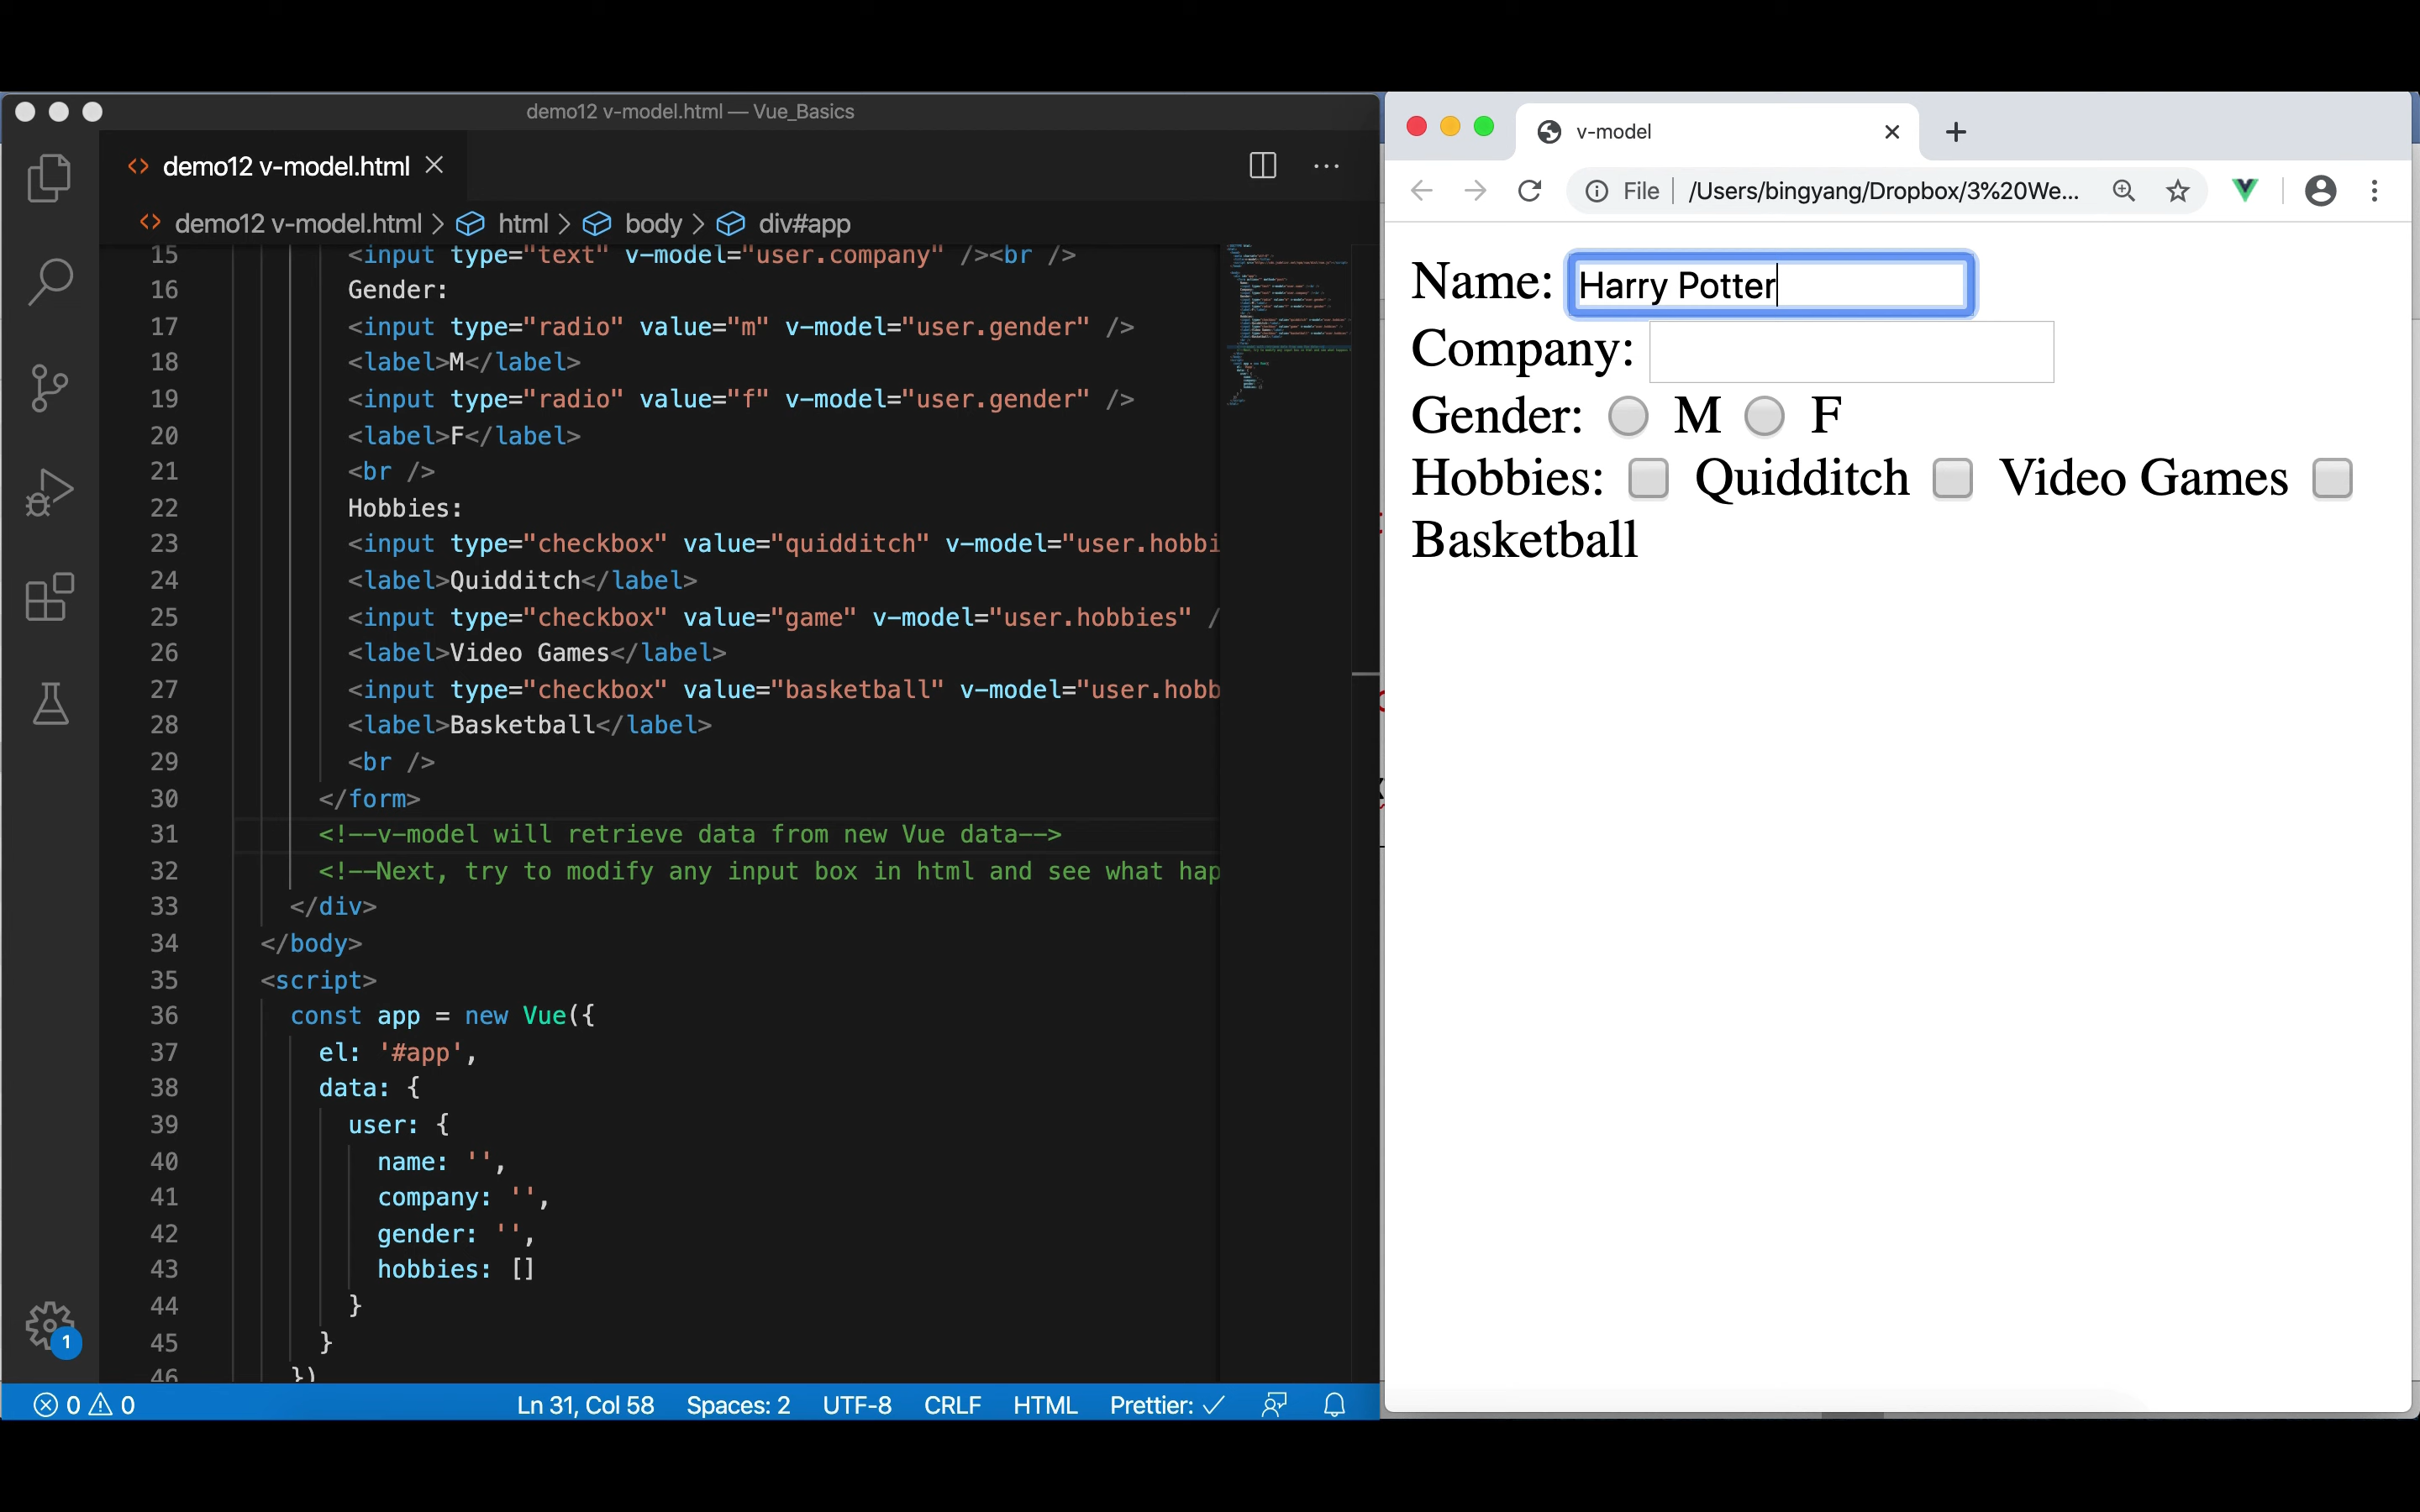 demo12 v-model.html — Vue_Basics
demo12 v-model.html
demo12 v-model.html > html > body > div#app
15 <input type="text" v-model="user.company" /><br />
16 Gender:
17 <input type="radio" value="m" v-model="user.gender" />
18 <label>M</label>
19 <input type="radio" value="f" v-model="user.gender" />
20 <label>F</label>
21 <br />
22 Hobbies:
23 <input type="checkbox" value="quidditch" v-model="user.hobbi
24 <label>Quidditch</label>
25 <input type="checkbox" value="game" v-model="user.hobbies" /
26 <label>Video Games</label>
27 <input type="checkbox" value="basketball" v-model="user.hobb
28 <label>Basketball</label>
29 <br />
30 </form>
31 <!--v-model will retrieve data from new Vue data-->
32 <!--Next, try to modify any input box in html and see what hap
33 </div>
34 </body>
35 <script>
36 const app = new Vue({
37 el: '#app',
38 data: {
39 user: {
40 name: '',
41 company: '',
42 gender: '',
43 hobbies: []
44 }
45 }
46 })
1
0 0 Ln 31, Col 58 Spaces: 2 UTF-8 CRLF HTML Prettier: ✓
v-model
File | /Users/bingyang/Dropbox/3%20We...
Name: Harry Potter
Company:
Gender: M F
Hobbies: Quidditch Video Games
Basketball